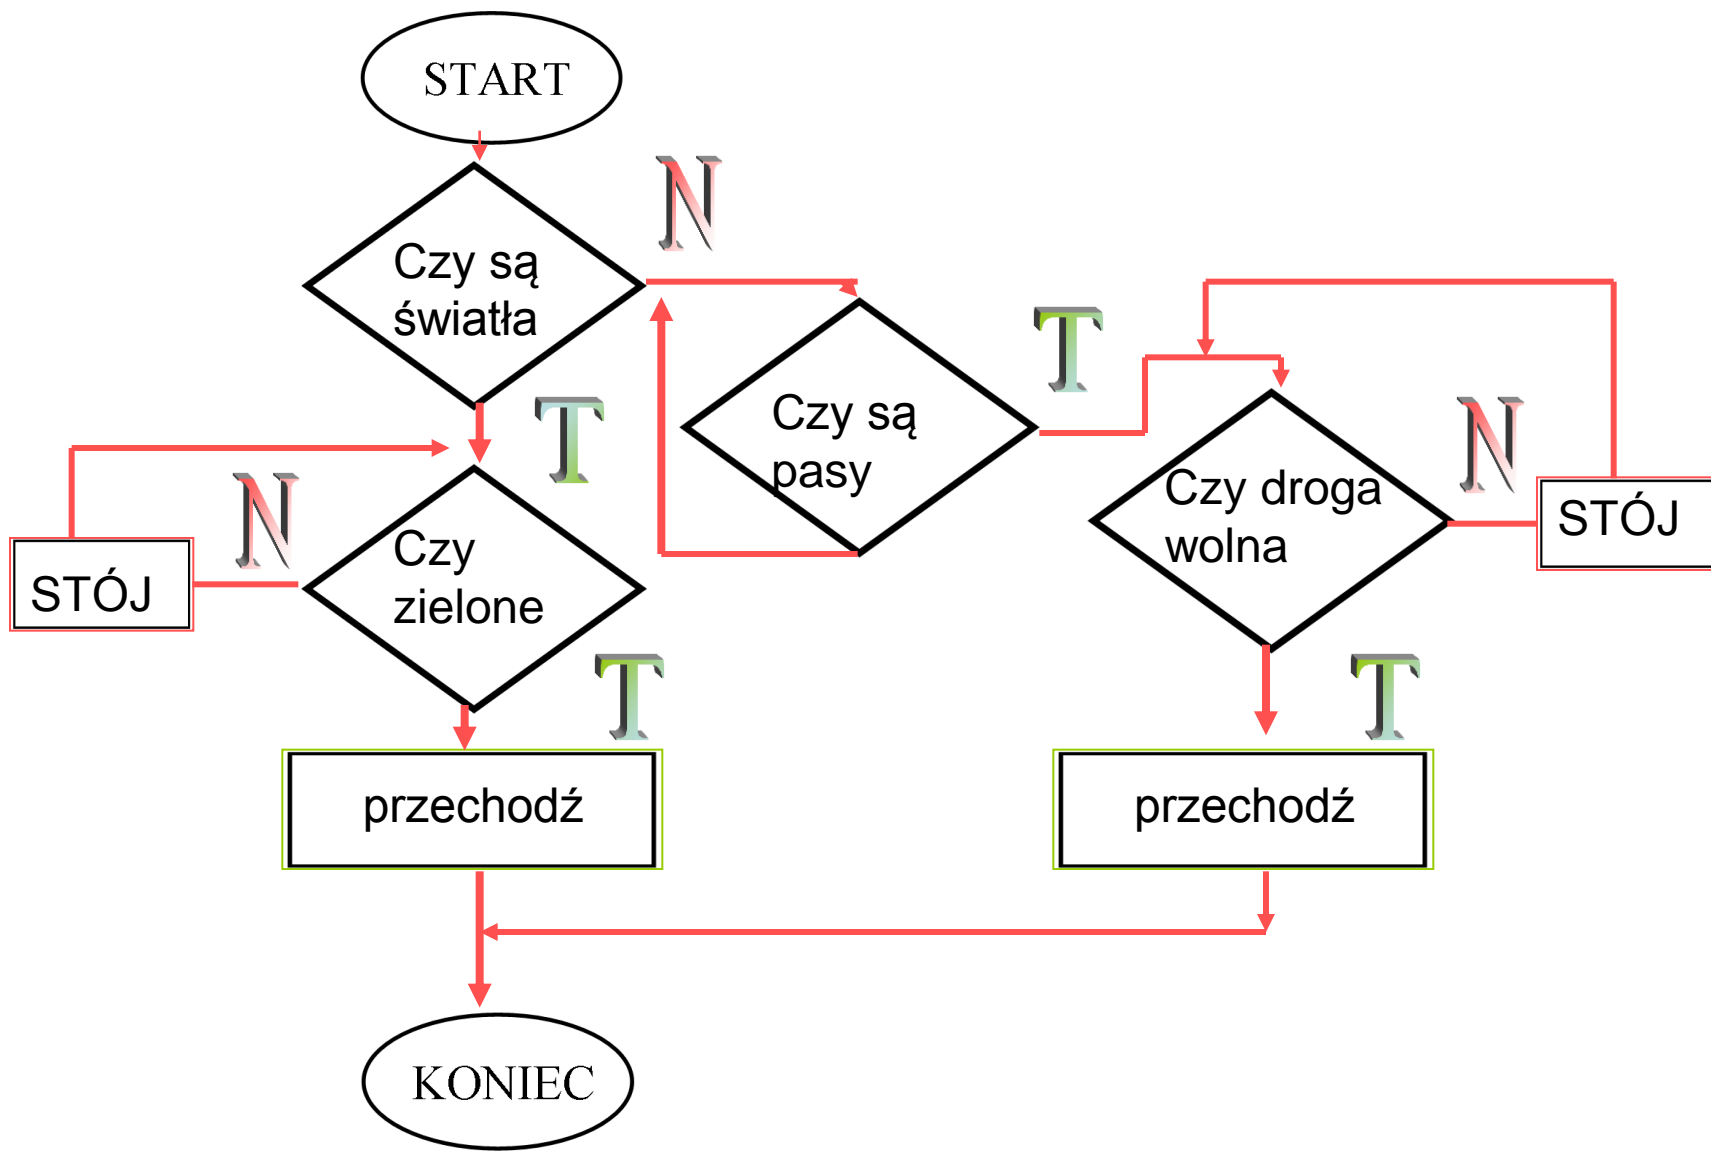 START
N
Czy są
światła
T
Czy są
pasy
T
N
Czy droga
wolna
STÓJ
N
Czy
zielone
STÓJ
T
T
przechodź
przechodź
KONIEC